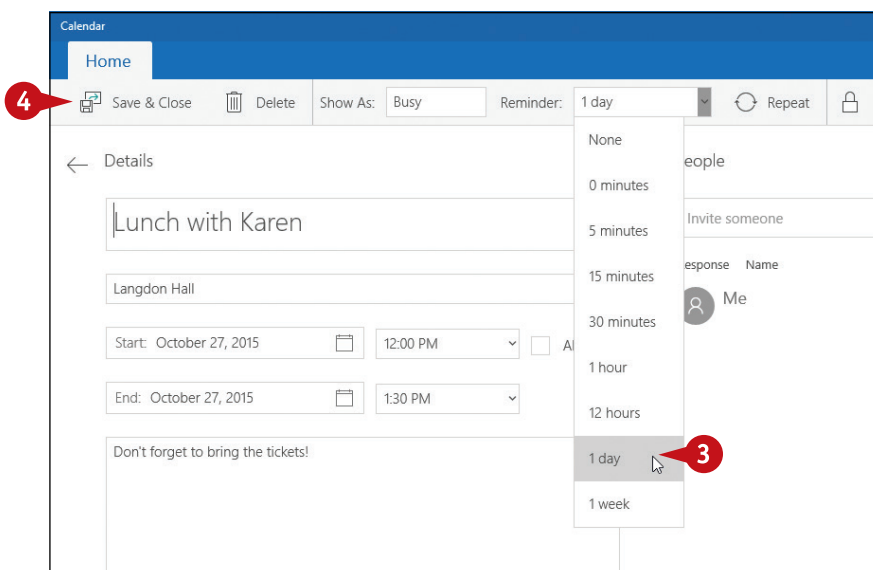 Calendar
Home
4
Save & Close
Delete
Show As:
Busy
Reminder:
1 day
Repeat
Details
None
eople
0 minutes
Lunch with Karen
Invite someone
5 minutes
esponse
Name
15 minutes
Langdon Hall
Me
30 minutes
Start: October 27, 2015
12:00 PM
Al
1 hour
End: October 27, 2015
1:30 PM
12 hours
Don't forget to bring the tickets!
1 day
3
1 week